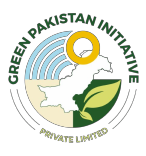 GREEN PAKISTAN INITIATIVE
PRIVATE LIMITED